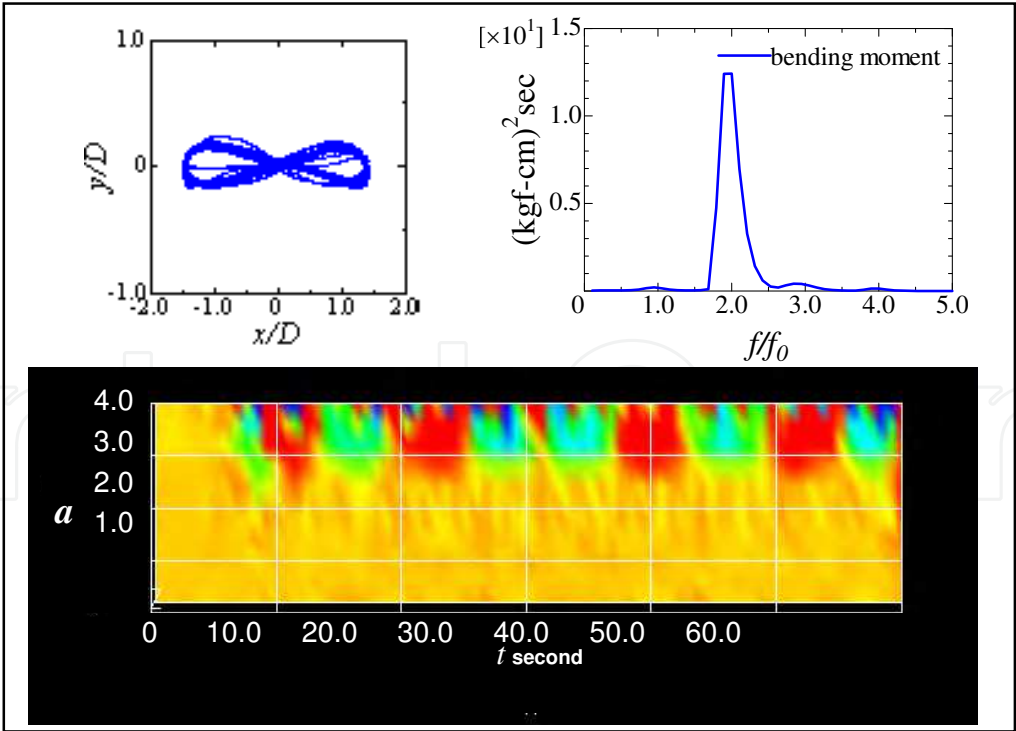 1.0
y/D
0
-1.0
-2.0 -1.0 0 1.0 2.0
x/D
[×10¹] 1.5
bending moment
(kgf-cm)² sec
1.0
0.5
0 1.0 2.0 3.0 4.0 5.0
f/f₀
4.0
3.0
2.0
a 1.0
0 10.0 20.0 30.0 40.0 50.0 60.0
t second